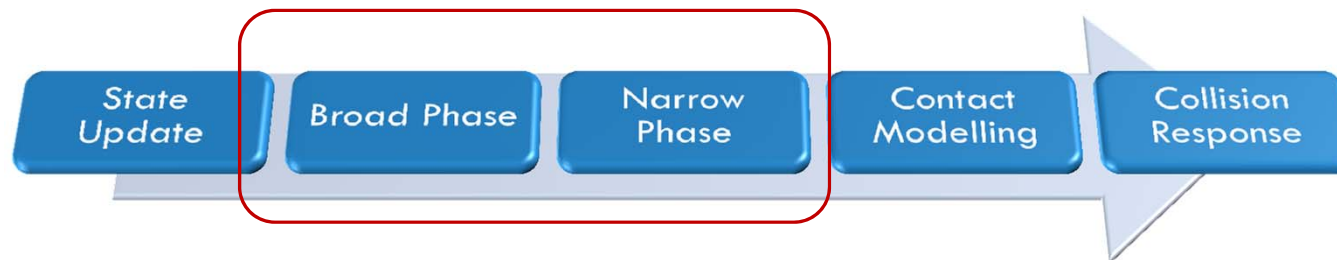 State
Update
Broad Phase
Narrow
Phase
Contact
Modelling
Collision
Response